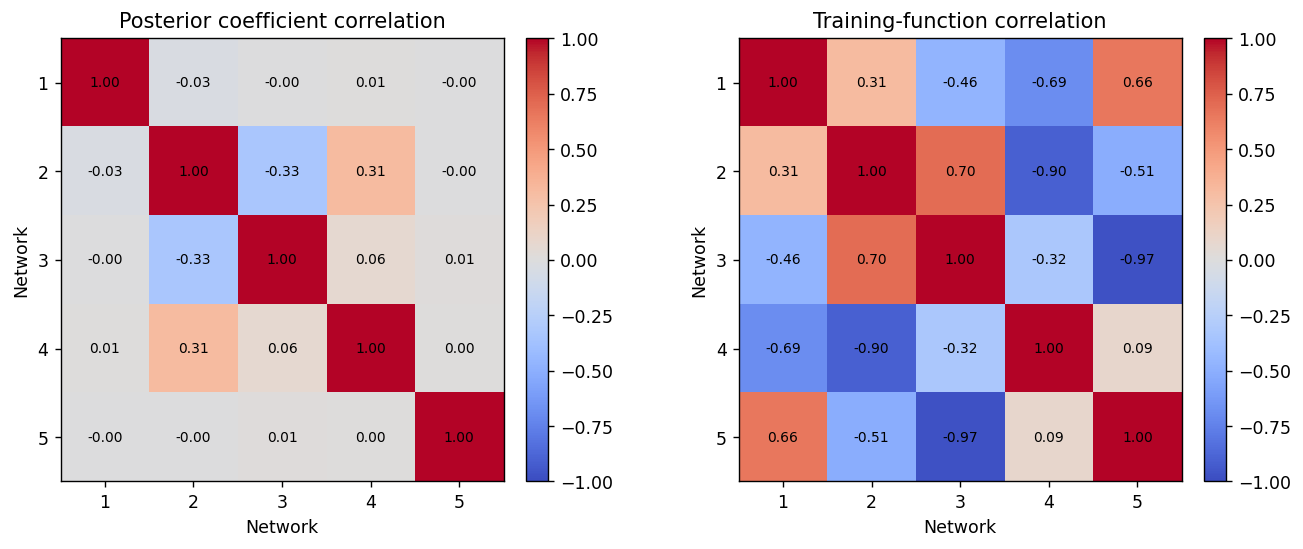 Posterior coefficient correlation
1.00 -0.03 -0.00 0.01 -0.00
-0.03 1.00 -0.33 0.31 -0.00
-0.00 -0.33 1.00 0.06 0.01
0.01 0.31 0.06 1.00 0.00
-0.00 -0.00 0.01 0.00 1.00
1
2
3
4
5
Network
1 2 3 4 5
Network
1.00
0.75
0.50
0.25
0.00
−0.25
−0.50
−0.75
−1.00
Training-function correlation
1.00 0.31 -0.46 -0.69 0.66
0.31 1.00 0.70 -0.90 -0.51
-0.46 0.70 1.00 -0.32 -0.97
-0.69 -0.90 -0.32 1.00 0.09
0.66 -0.51 -0.97 0.09 1.00
1
2
3
4
5
Network
1 2 3 4 5
Network
1.00
0.75
0.50
0.25
0.00
−0.25
−0.50
−0.75
−1.00